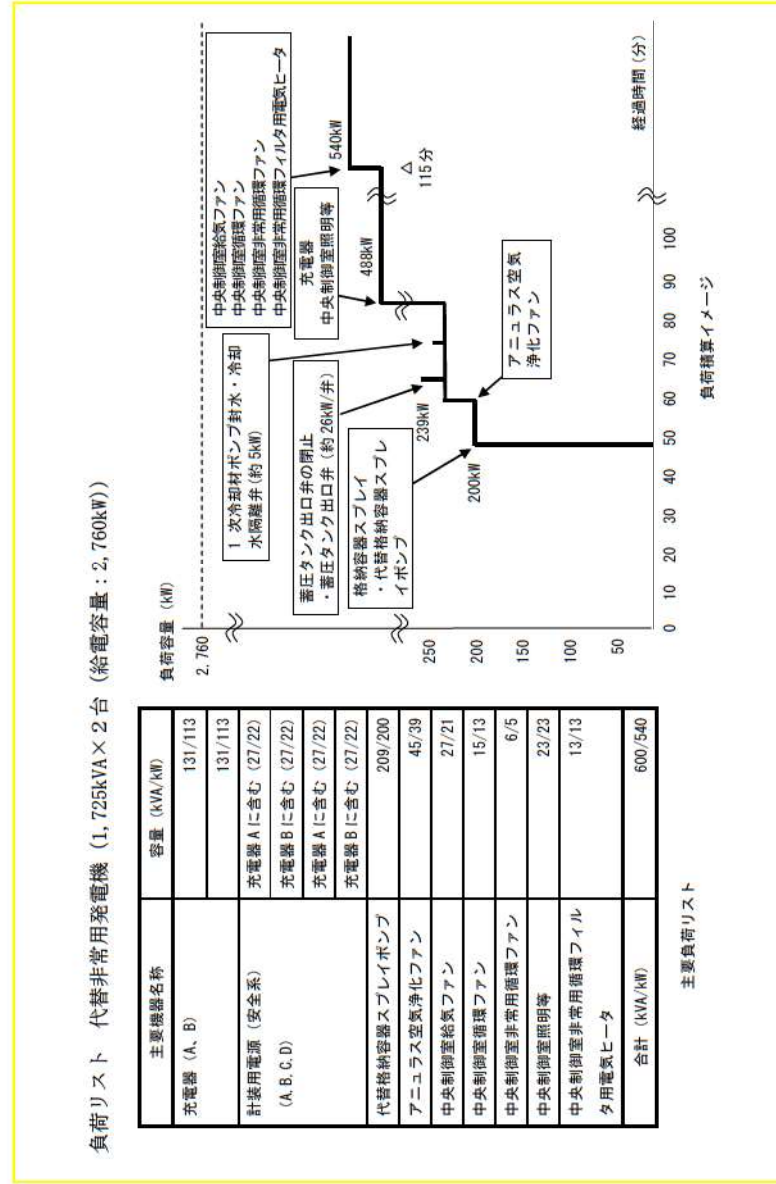 負荷リスト 代替非常用発電機 (1,725kVA×2台 (給電容量:2,760kW))
主要機器名称
容量 (kVA/kW)
充電器 (A、B)
131/113
131/113
計装用電源 (安全系)
(A,B,C,D)
充電器Aに含む (27/22)
充電器Bに含む (27/22)
充電器Aに含む (27/22)
充電器Bに含む (27/22)
代替格納容器スプレイポンプ
209/200
アニュラス空気浄化ファン
45/39
中央制御室給気ファン
27/21
中央制御室循環ファン
15/13
中央制御室非常用循環ファン
6/5
中央制御室照明等
23/23
中央制御室非常用循環フィル
タ用電気ヒータ
13/13
合計 (kVA/kW)
600/540
主要負荷リスト
負荷容量 (kW)
2,760
250
200
150
100
50
0
10
20
30
40
50
60
70
80
90
100
経過時間 (分)
1次冷却材ポンプ封水・冷却
水隔離弁(約5kW)
蓄圧タンク出口弁の閉止
・蓄圧タンク出口弁 (約26kW/弁)
格納容器スプレイ
・代替格納容器スプレ
イポンプ
200kW
239kW
アニュラス空気
浄化ファン
中央制御室給気ファン
中央制御室循環ファン
中央制御室非常用循環ファン
中央制御室非常用循環フィルタ用電気ヒータ
充電器
中央制御室照明等
488kW
540kW
△
115分
負荷積算イメージ